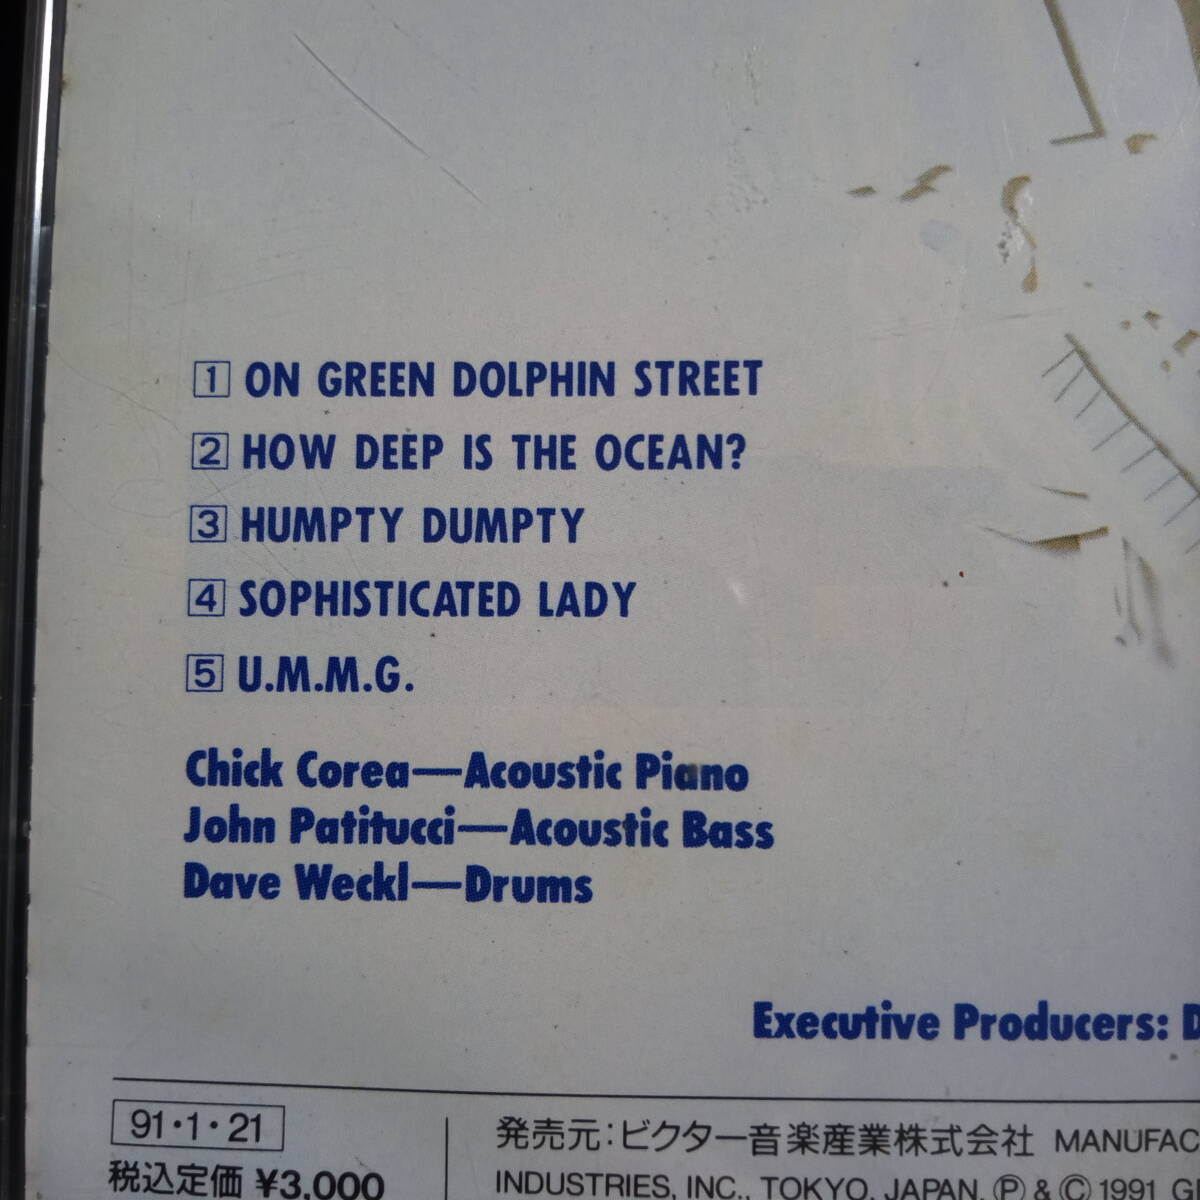 1 ON GREEN DOLPHIN STREET
2 HOW DEEP IS THE OCEAN?
3 HUMPTY DUMPTY
4 SOPHISTICATED LADY
5 U.M.M.G.
Chick Corea—Acoustic Piano
John Patitucci—Acoustic Bass
Dave Weckl—Drums
Executive Producers: D
91・1・21
税込定価 ¥3,000
発売元：ビクター音楽産業株式会社 MANUFAC
INDUSTRIES, INC., TOKYO, JAPAN. Ⓟ & Ⓒ 1991 G